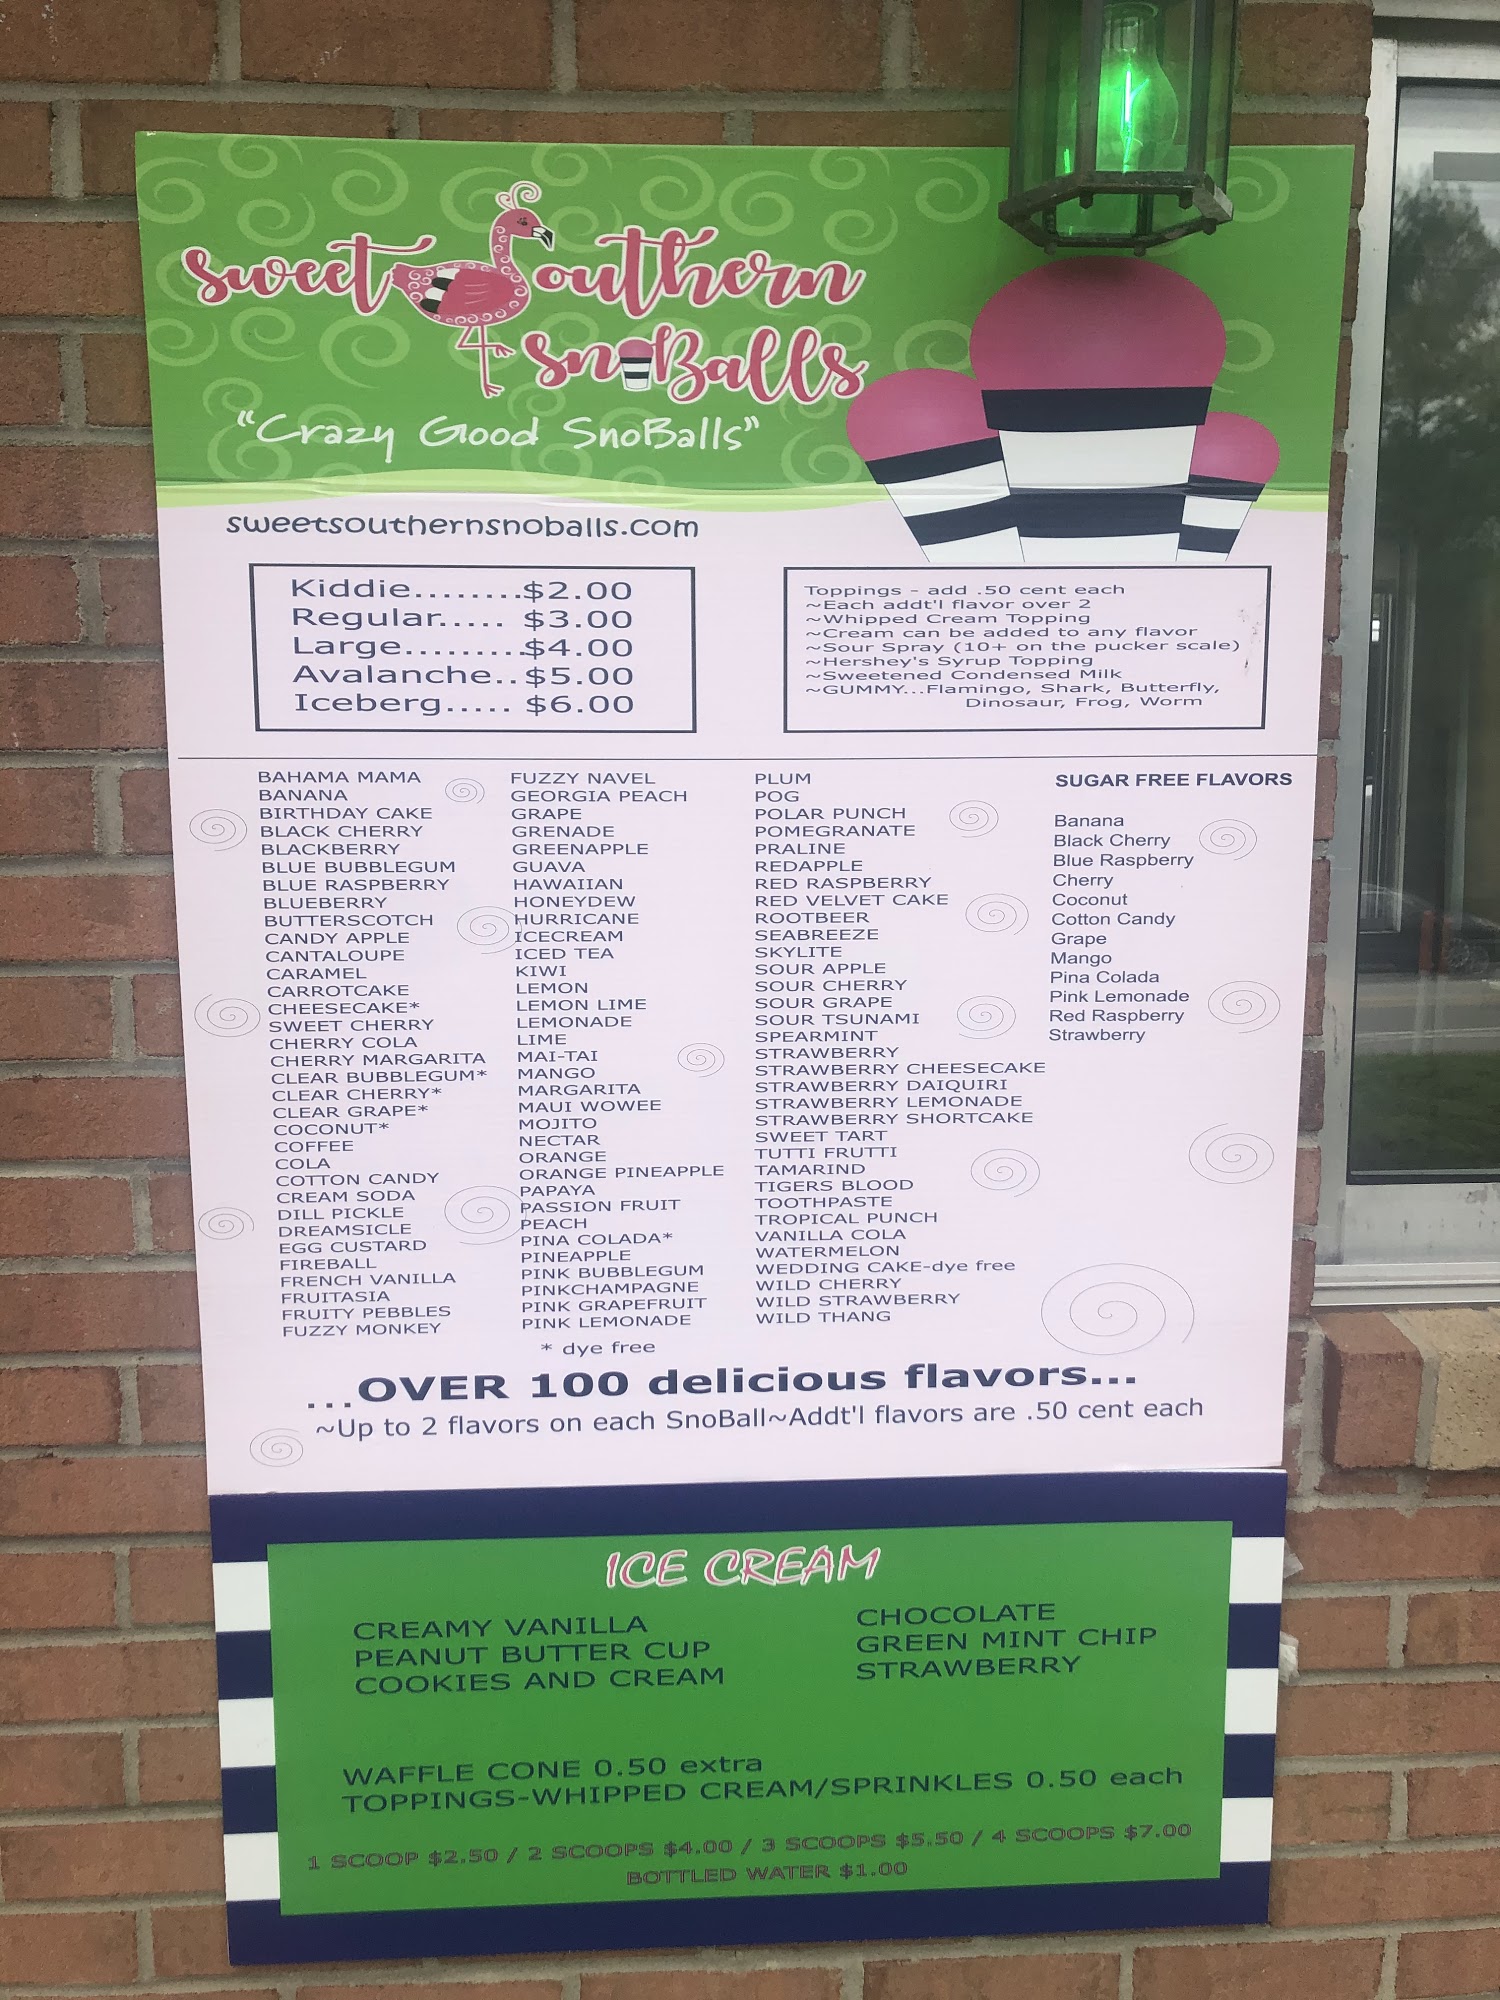 sweet Southern
snoBalls
"Crazy Good SnoBalls"
sweetsouthernsnoballs.com
Kiddie........$2.00
Regular..... $3.00
Large.........$4.00
Avalanche..$5.00
Iceberg..... $6.00
Toppings - add .50 cent each
~Each addt'l flavor over 2
~Whipped Cream Topping
~Cream can be added to any flavor
~Sour Spray (10+ on the pucker scale)
~Hershey's Syrup Topping
~Sweetened Condensed Milk
~GUMMY...Flamingo, Shark, Butterfly,
Dinosaur, Frog, Worm
BAHAMA MAMA
BANANA
BIRTHDAY CAKE
BLACK CHERRY
BLACKBERRY
BLUE BUBBLEGUM
BLUE RASPBERRY
BLUEBERRY
BUTTERSCOTCH
CANDY APPLE
CANTALOUPE
CARAMEL
CARROTCAKE
CHEESECAKE*
SWEET CHERRY
CHERRY COLA
CHERRY MARGARITA
CLEAR BUBBLEGUM*
CLEAR CHERRY*
CLEAR GRAPE*
COCONUT*
COFFEE
COLA
COTTON CANDY
CREAM SODA
DILL PICKLE
DREAMSICLE
EGG CUSTARD
FIREBALL
FRENCH VANILLA
FRUITASIA
FRUITY PEBBLES
FUZZY MONKEY
FUZZY NAVEL
GEORGIA PEACH
GRAPE
GRENADE
GREENAPPLE
GUAVA
HAWAIIAN
HONEYDEW
HURRICANE
ICECREAM
ICED TEA
KIWI
LEMON
LEMON LIME
LEMONADE
LIME
MAI-TAI
MANGO
MARGARITA
MAUI WOWEE
MOJITO
NECTAR
ORANGE
ORANGE PINEAPPLE
PAPAYA
PASSION FRUIT
PEACH
PINA COLADA*
PINEAPPLE
PINK BUBBLEGUM
PINKCHAMPAGNE
PINK GRAPEFRUIT
PINK LEMONADE
PLUM
POG
POLAR PUNCH
POMEGRANATE
PRALINE
REDAPPLE
RED RASPBERRY
RED VELVET CAKE
ROOTBEER
SEABREEZE
SKYLITE
SOUR APPLE
SOUR CHERRY
SOUR GRAPE
SOUR TSUNAMI
SPEARMINT
STRAWBERRY
STRAWBERRY CHEESECAKE
STRAWBERRY DAIQUIRI
STRAWBERRY LEMONADE
STRAWBERRY SHORTCAKE
SWEET TART
TUTTI FRUTTI
TAMARIND
TIGERS BLOOD
TOOTHPASTE
TROPICAL PUNCH
VANILLA COLA
WATERMELON
WEDDING CAKE-dye free
WILD CHERRY
WILD STRAWBERRY
WILD THANG
SUGAR FREE FLAVORS
Banana
Black Cherry
Blue Raspberry
Cherry
Coconut
Cotton Candy
Grape
Mango
Pina Colada
Pink Lemonade
Red Raspberry
Strawberry
* dye free
...OVER 100 delicious flavors...
~Up to 2 flavors on each SnoBall~Addt'l flavors are .50 cent each
ICE CREAM
CREAMY VANILLA
PEANUT BUTTER CUP
COOKIES AND CREAM
CHOCOLATE
GREEN MINT CHIP
STRAWBERRY
WAFFLE CONE 0.50 extra
TOPPINGS-WHIPPED CREAM/SPRINKLES 0.50 each
1 SCOOP $2.50 / 2 SCOOPS $4.00 / 3 SCOOPS $5.50 / 4 SCOOPS $7.00
BOTTLED WATER $1.00